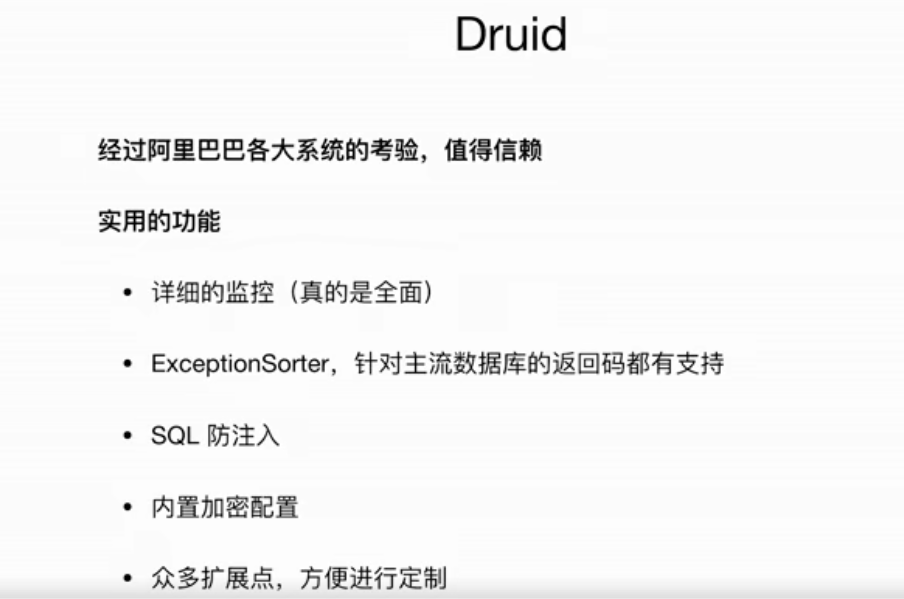 Druid
经过阿里巴巴各大系统的考验，值得信赖
实用的功能
• 详细的监控（真的是全面）
• ExceptionSorter，针对主流数据库的返回码都有支持
• SQL 防注入
• 内置加密配置
• 众多扩展点，方便进行定制